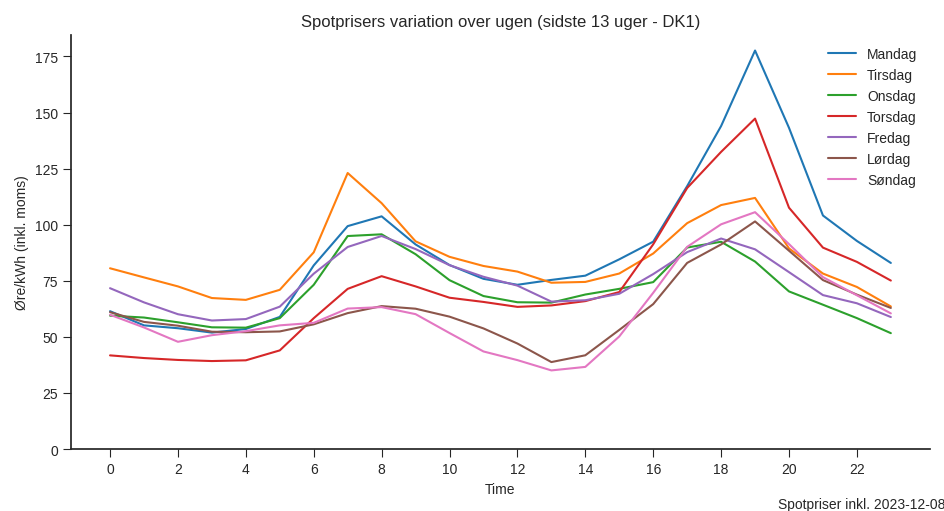 Spotprisers variation over ugen (sidste 13 uger - DK1)
Øre/kWh (inkl. moms)
175
150
125
100
75
50
25
0
Mandag
Tirsdag
Onsdag
Torsdag
Fredag
Lørdag
Søndag
0 2 4 6 8 10 12 14 16 18 20 22
Time
Spotpriser inkl. 2023-12-08